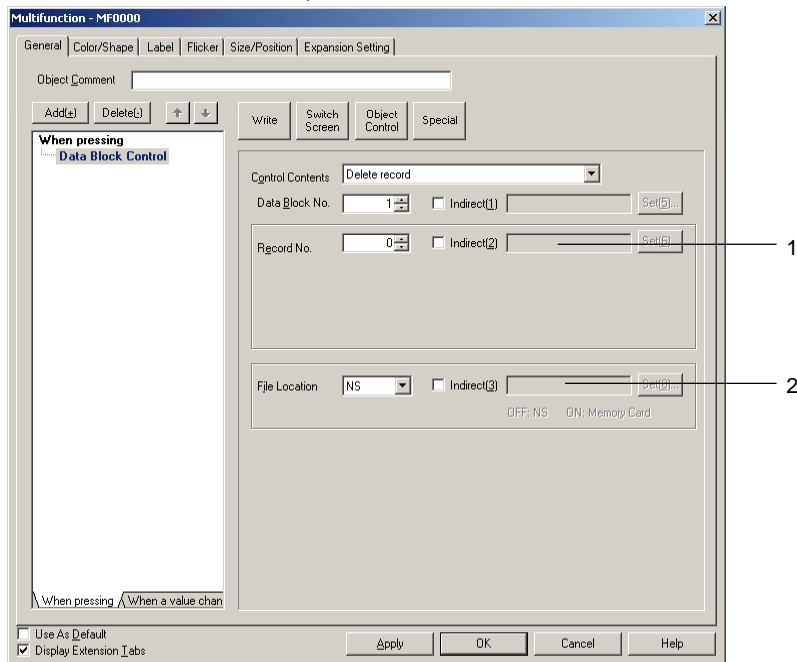 Multifunction - MF0000
General Color/Shape Label Flicker Size/Position Expansion Setting
Object Comment
Add(+) Delete(-)
Write Switch Screen Object Control Special
When pressing
Data Block Control
Control Contents Delete record
Data Block No. 1 Indirect(1) Set(5)...
Record No. 0 Indirect(2) Set(6)... 1
File Location NS Indirect(3) Set(8)... 2
OFF: NS ON: Memory Card
When pressing When a value chan
Use As Default
Display Extension Tabs
Apply OK Cancel Help